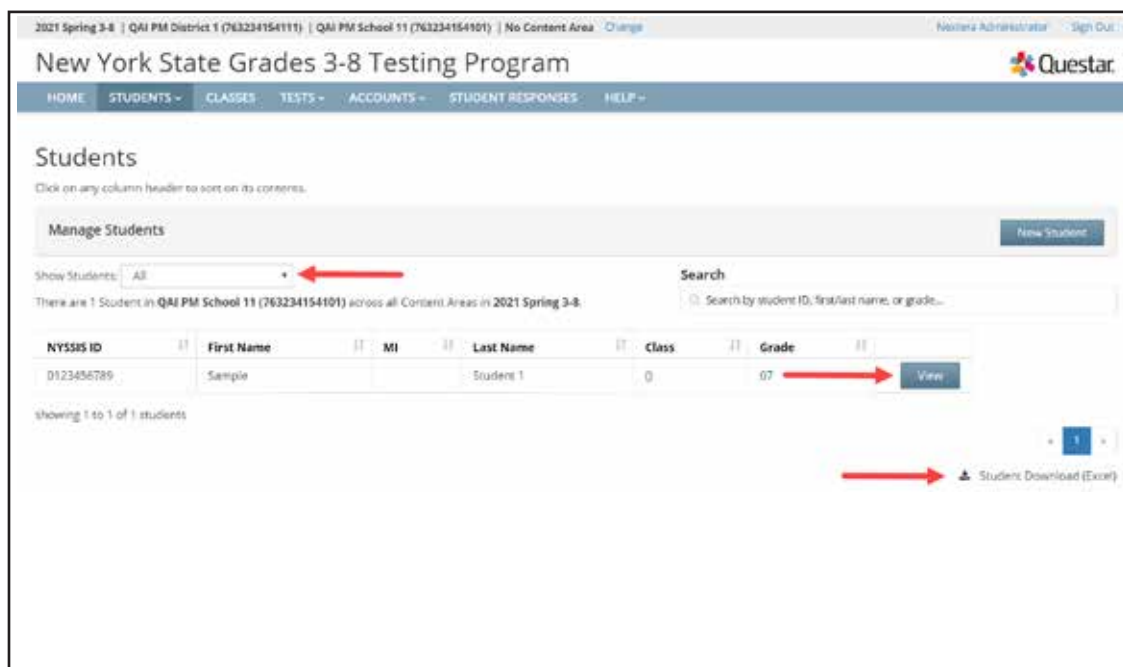 2021 Spring 3-8 | QAI PM District 1 (763234154111) | QAI PM School 11 (763234154101) | No Content Area Change Nextera Administrator Sign Out
New York State Grades 3-8 Testing Program Questar
HOME STUDENTS CLASSES TESTS ACCOUNTS STUDENT RESPONSES HELP
Students
Click on any column header to sort on its contents.
Manage Students New Student
Show Students: All Search
There are 1 Student in QAI PM School 11 (763234154101) across all Content Areas in 2021 Spring 3-8. Search by student ID, first/last name, or grade...
NYSSIS ID First Name MI Last Name Class Grade
0123456789 Sample Student 1 0 07 View
showing 1 to 1 of 1 students
« 1 »
Student Download (Excel)